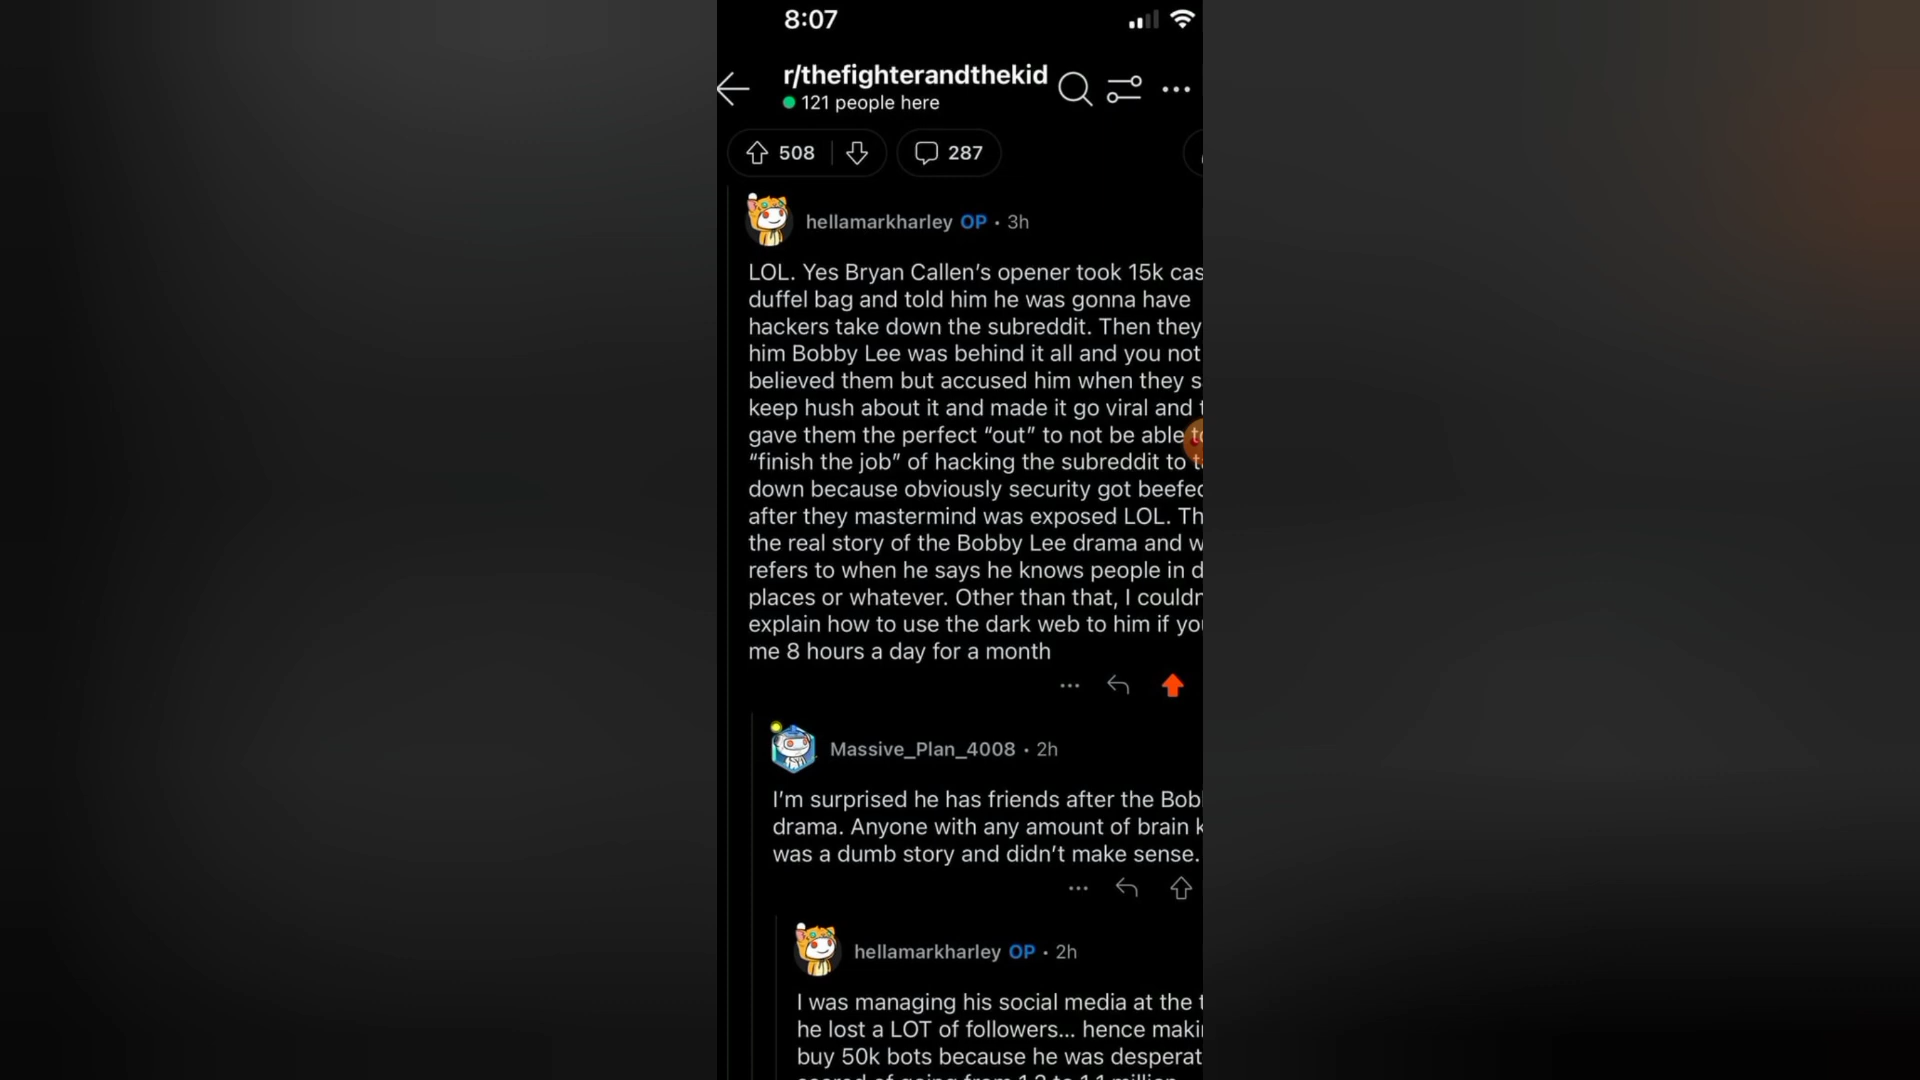 8:07
r/thefighterandthekid
121 people here
508
287
hellamarkharley OP • 3h
LOL. Yes Bryan Callen's opener took 15k cas
duffel bag and told him he was gonna have
hackers take down the subreddit. Then they
him Bobby Lee was behind it all and you not
believed them but accused him when they s
keep hush about it and made it go viral and t
gave them the perfect “out” to not be able to
“finish the job” of hacking the subreddit to t
down because obviously security got beefed
after they mastermind was exposed LOL. Th
the real story of the Bobby Lee drama and w
refers to when he says he knows people in d
places or whatever. Other than that, I couldn
explain how to use the dark web to him if you
me 8 hours a day for a month
Massive_Plan_4008 • 2h
I'm surprised he has friends after the Bob
drama. Anyone with any amount of brain k
was a dumb story and didn't make sense.
hellamarkharley OP • 2h
I was managing his social media at the t
he lost a LOT of followers... hence maki
buy 50k bots because he was desperat